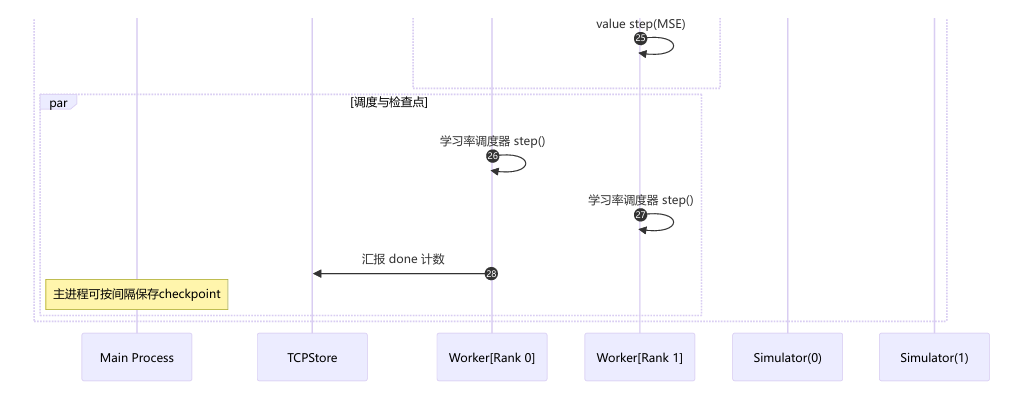 value step(MSE)
25
par
[调度与检查点]
学习率调度器 step()
26
学习率调度器 step()
27
汇报 done 计数
28
主进程可按间隔保存checkpoint
Main Process
TCPStore
Worker[Rank 0]
Worker[Rank 1]
Simulator(0)
Simulator(1)